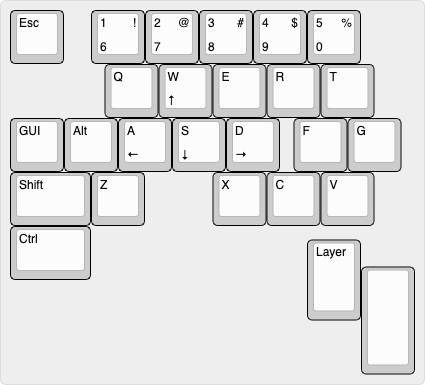 Esc 1 ! 2 @ 3 # 4 $ 5 %
6 7 8 9 0
Q W E R T
↑
GUI Alt A S D F G
← ↓ →
Shift Z X C V
Ctrl
Layer